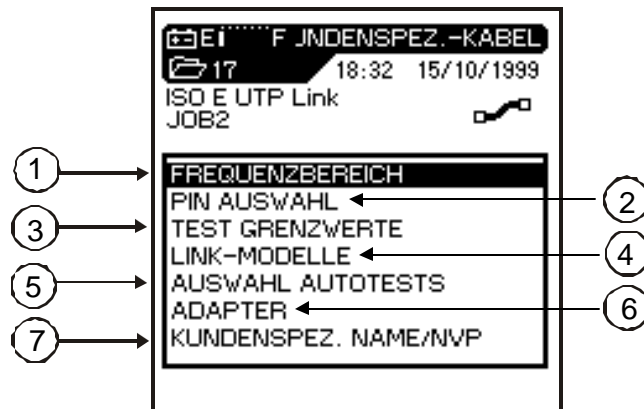 F JNDENSPEZ.-KABEL
17 18:32 15/10/1999
ISO E UTP Link
JOB2
1 FREQUENZBEREICH
PIN AUSWAHL 2
3 TEST GRENZWERTE
LINK-MODELLE 4
5 AUSWAHL AUTOTESTS
ADAPTER 6
7 KUNDENSPEZ. NAME/NVP